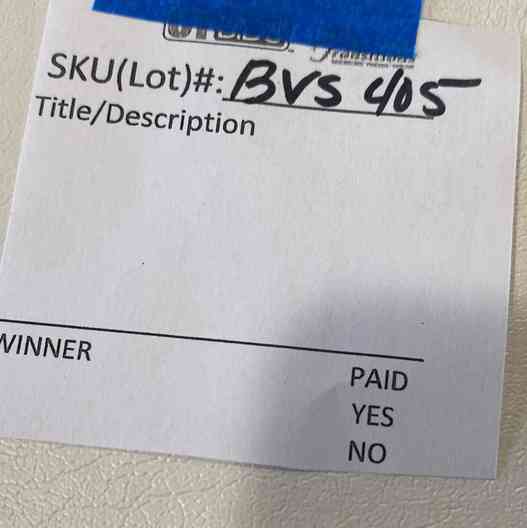 SKU(Lot)#: BVS 405
Title/Description
WINNER
PAID
YES
NO